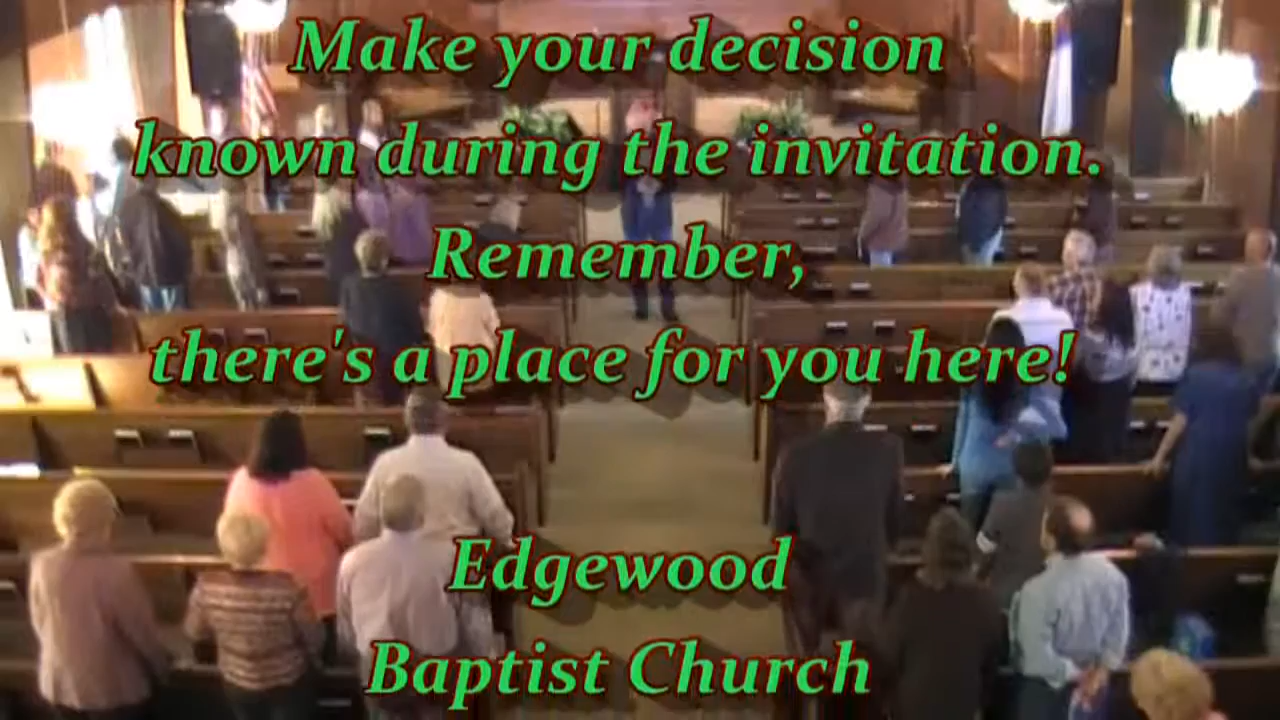 Make your decision
known during the invitation.
Remember,
there's a place for you here!
Edgewood
Baptist Church